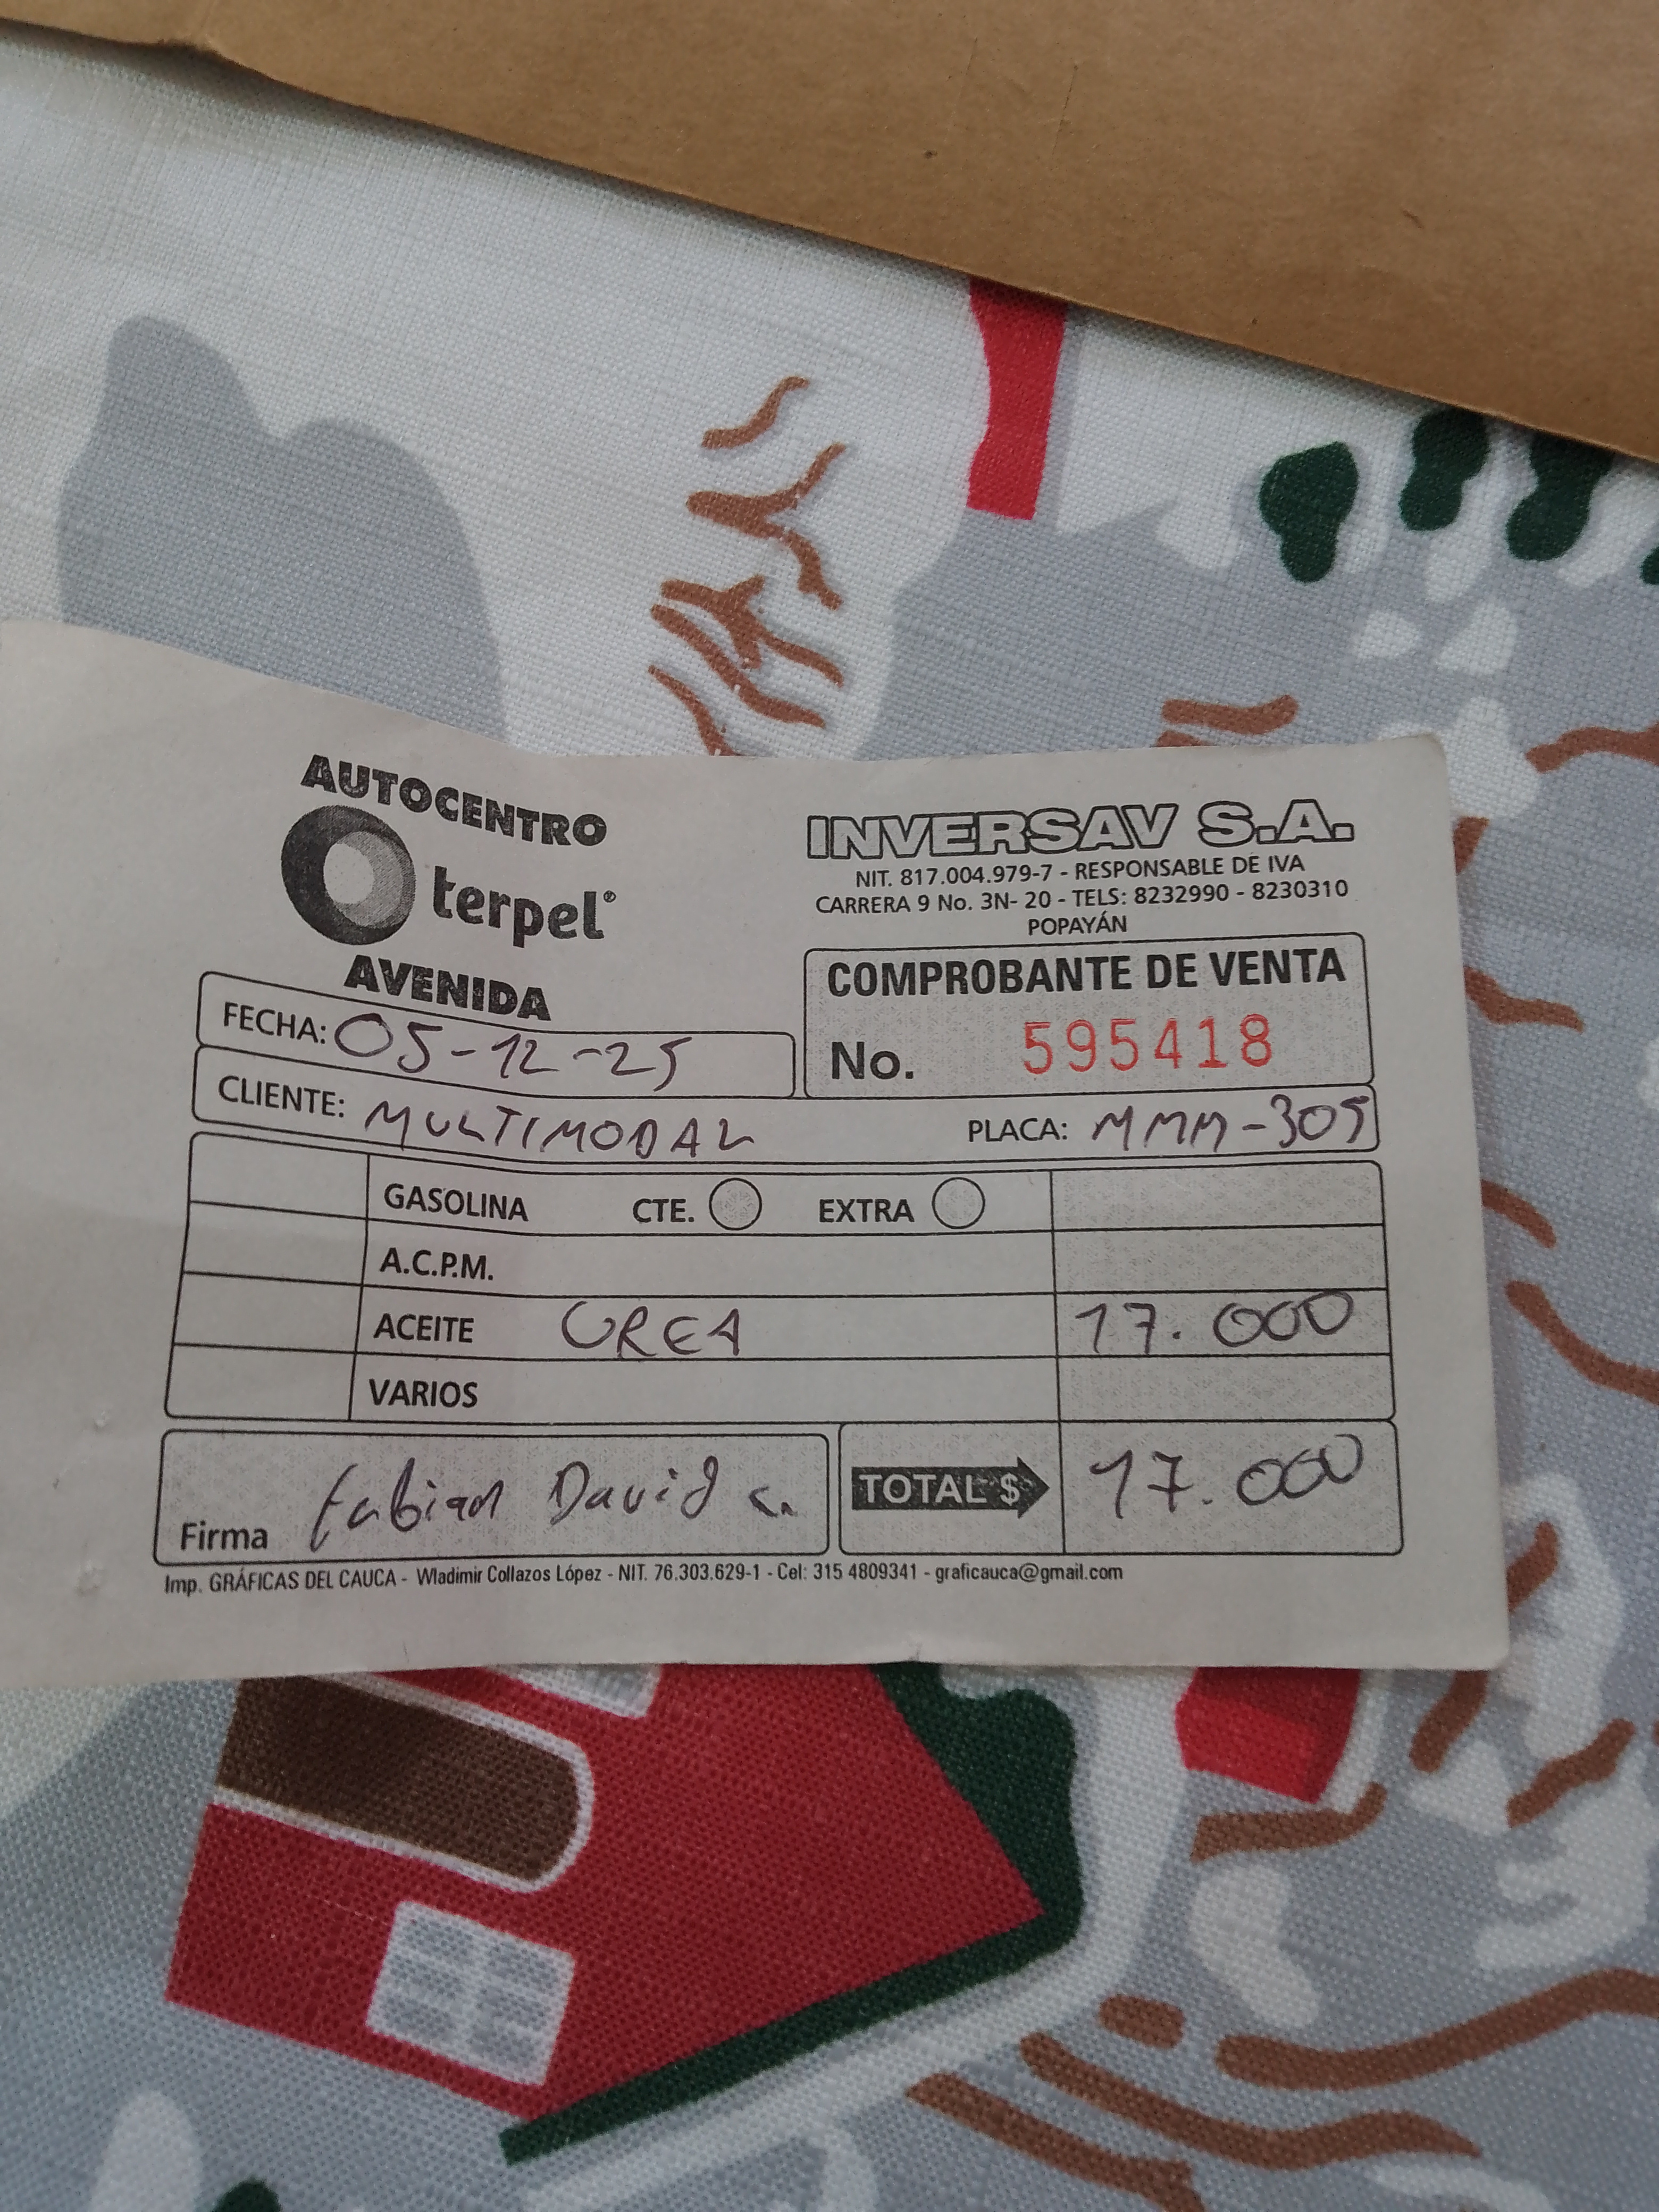 AUTOCENTRO
terpel®
AVENIDA
INVERSAV S.A.
NIT. 817.004.979-7 - RESPONSABLE DE IVA
CARRERA 9 No. 3N- 20 - TELS: 8232990 - 8230310
POPAYÁN
COMPROBANTE DE VENTA
No. 595418
FECHA: 05-12-25
CLIENTE: MULTIMODAL PLACA: MMM-305
GASOLINA CTE. EXTRA
A.C.P.M.
ACEITE UREA 17.000
VARIOS
Firma Fabian David c. TOTAL $ 17.000
Imp. GRÁFICAS DEL CAUCA - Wladimir Collazos López - NIT. 76.303.629-1 - Cel: 315 4809341 - graficauca@gmail.com